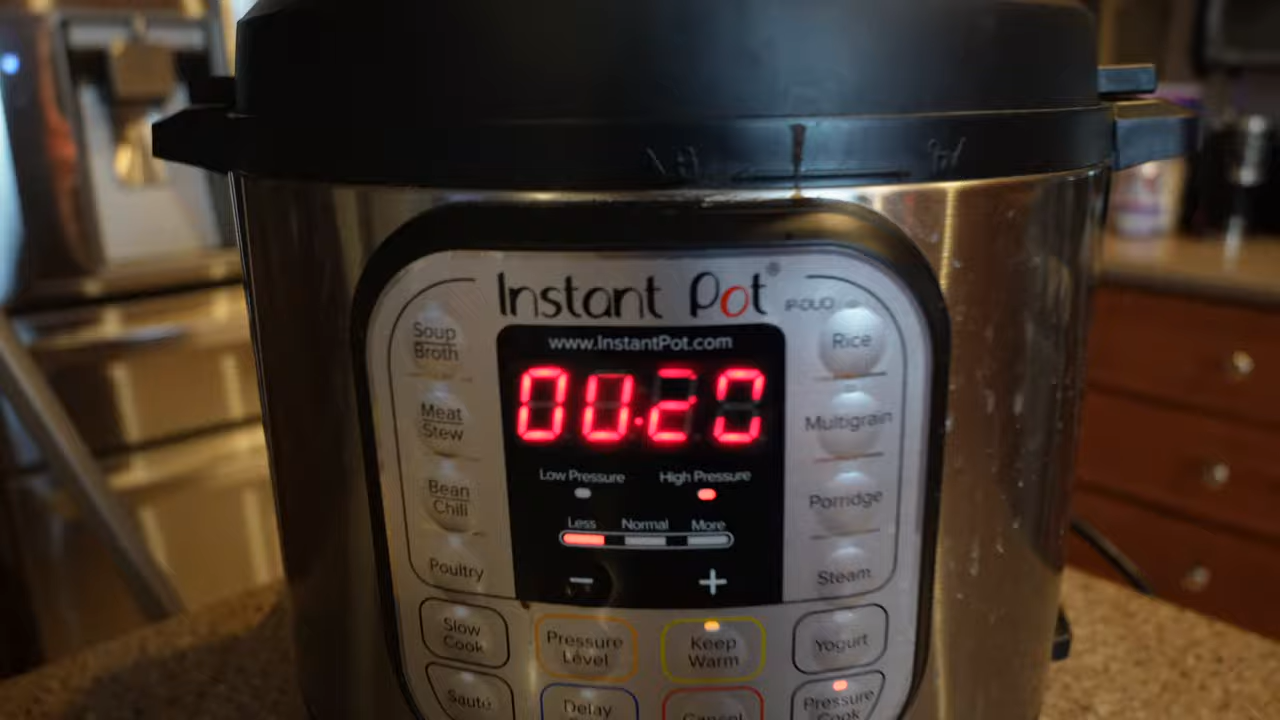 Instant Pot®
IP-DUO
www.InstantPot.com
00:20
Soup
Broth
Rice
Meat
Stew
Multigrain
Low Pressure High Pressure
Bean
Chili
Porridge
Less Normal More
Poultry
Steam
− +
Slow
Cook
Pressure
Level
Keep
Warm
Yogurt
Sauté
Delay
Cancel
Pressure
Cook